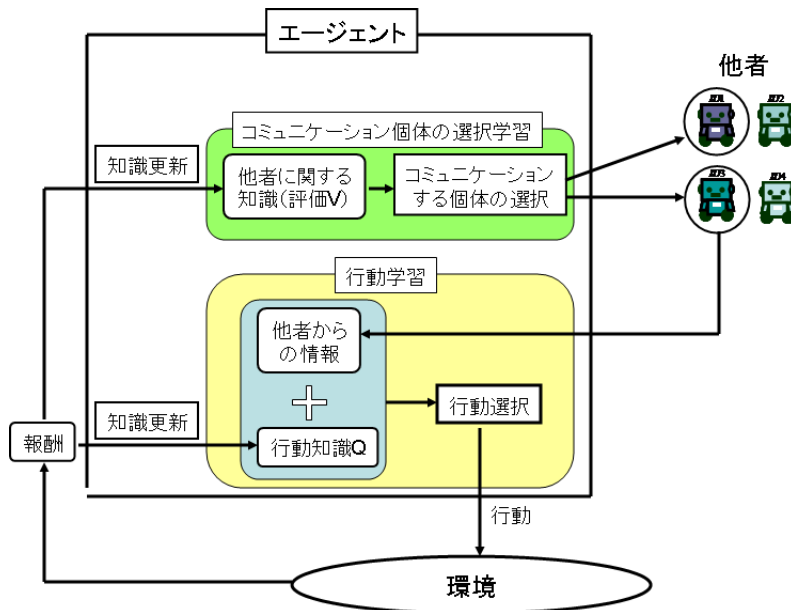 エージェント
他者
コミュニケーション個体の選択学習
知識更新
他者に関する
知識(評価V)
コミュニケーション
する個体の選択
行動学習
他者から
の情報
知識更新
行動選択
報酬
行動知識Q
行動
環境